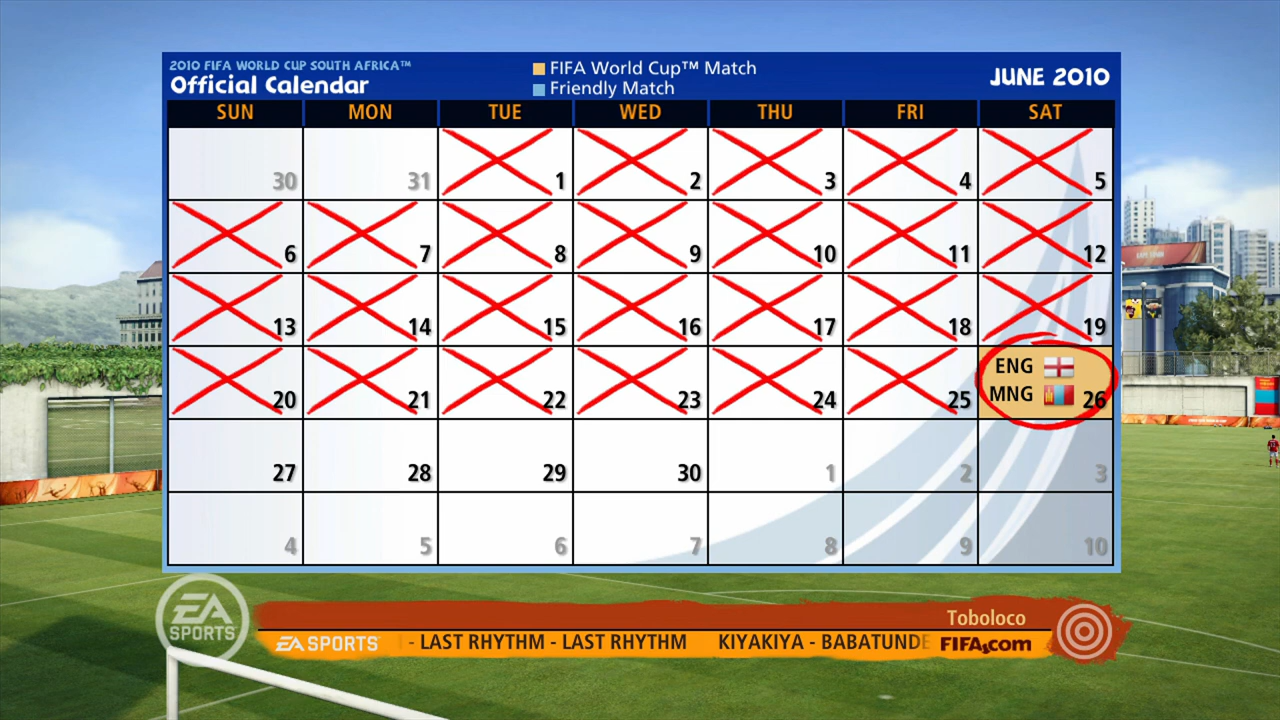 2010 FIFA WORLD CUP SOUTH AFRICA™
Official Calendar
FIFA World Cup™ Match
Friendly Match
JUNE 2010
SUN MON TUE WED THU FRI SAT
30 31 1 2 3 4 5
6 7 8 9 10 11 12
13 14 15 16 17 18 19
ENG
MNG
20 21 22 23 24 25 26
27 28 29 30 1 2 3
4 5 6 7 8 9 10
EA
SPORTS
Toboloco
EA SPORTS - LAST RHYTHM - LAST RHYTHM KIYAKIYA - BABATUNDE FIFA.com